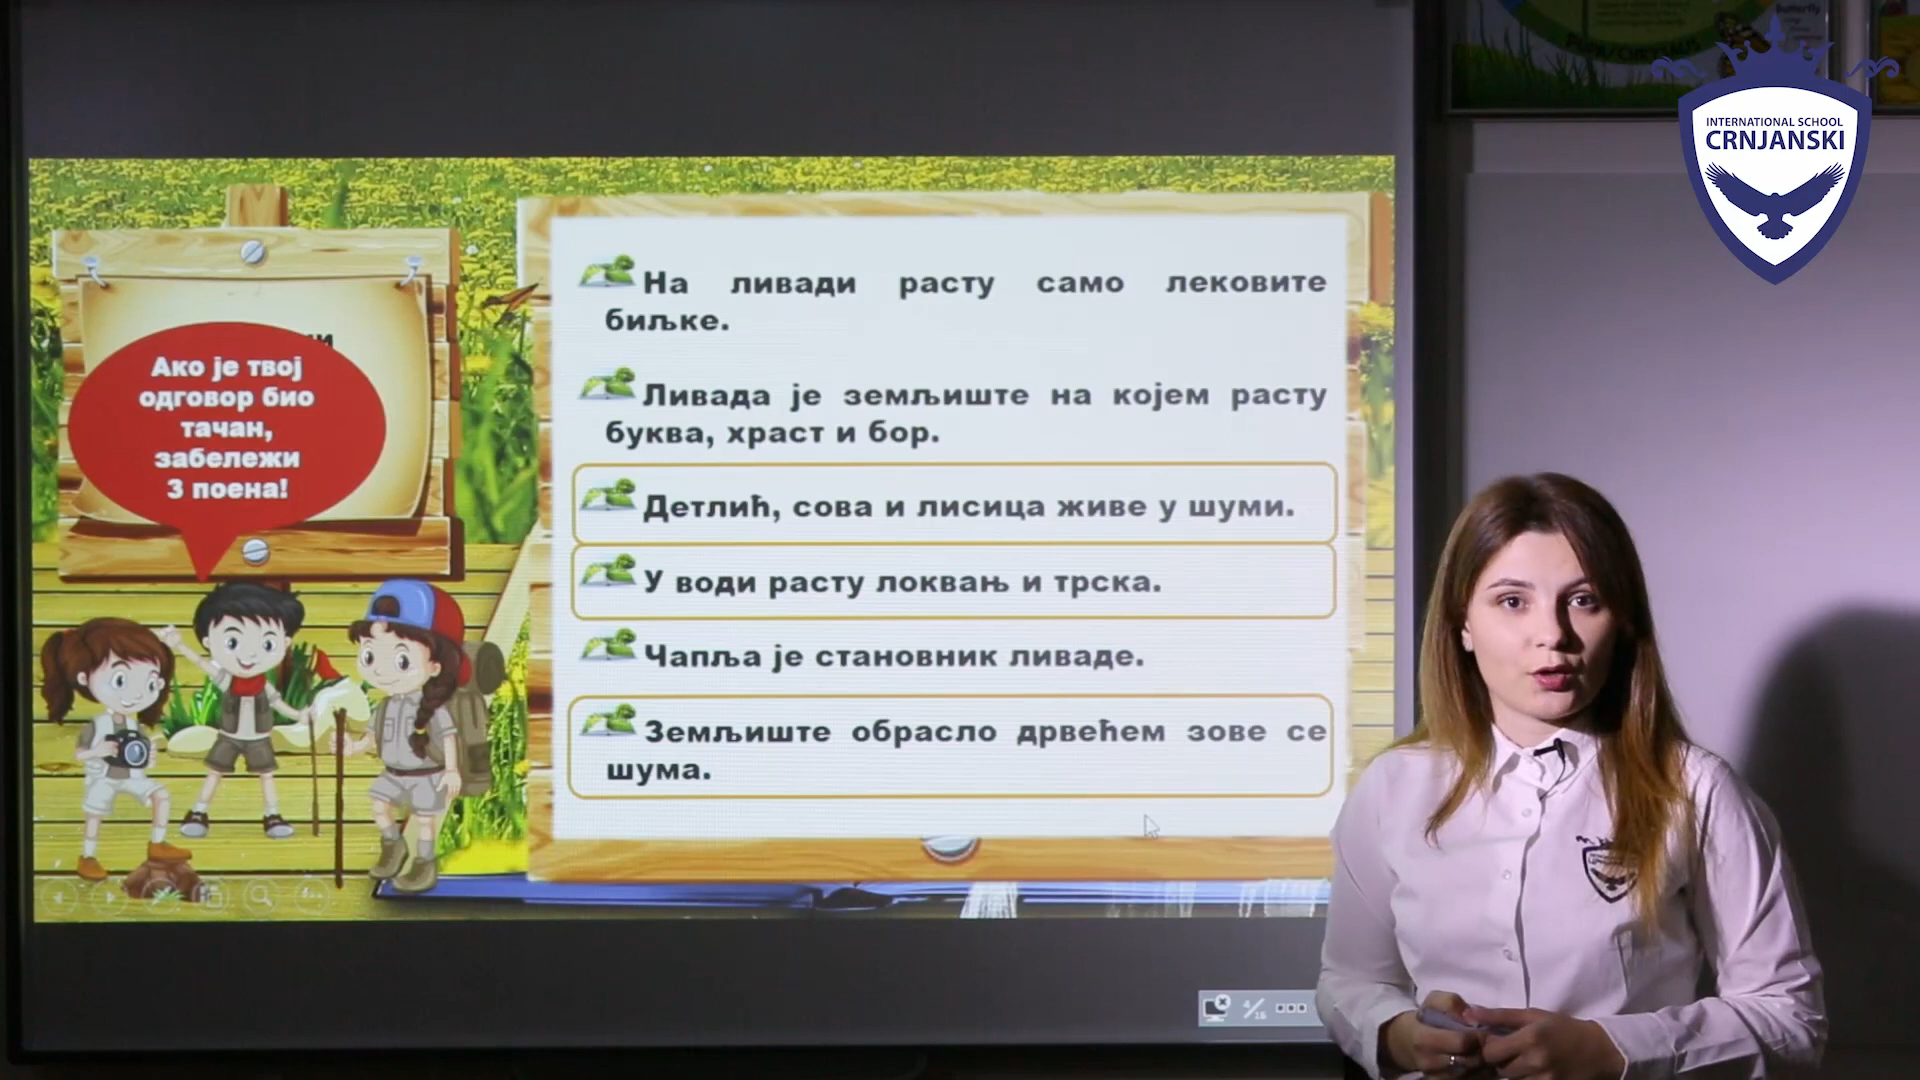 INTERNATIONAL SCHOOL
CRNJANSKI
Ако је твој
одговор био
тачан,
забележи
3 поена!
На ливади расту само лековите
биљке.
Ливада је земљиште на којем расту
буква, храст и бор.
Детлић, сова и лисица живе у шуми.
У води расту локвањ и трска.
Чапља је становник ливаде.
Земљиште обрасло дрвећем зове се
шума.
4/16